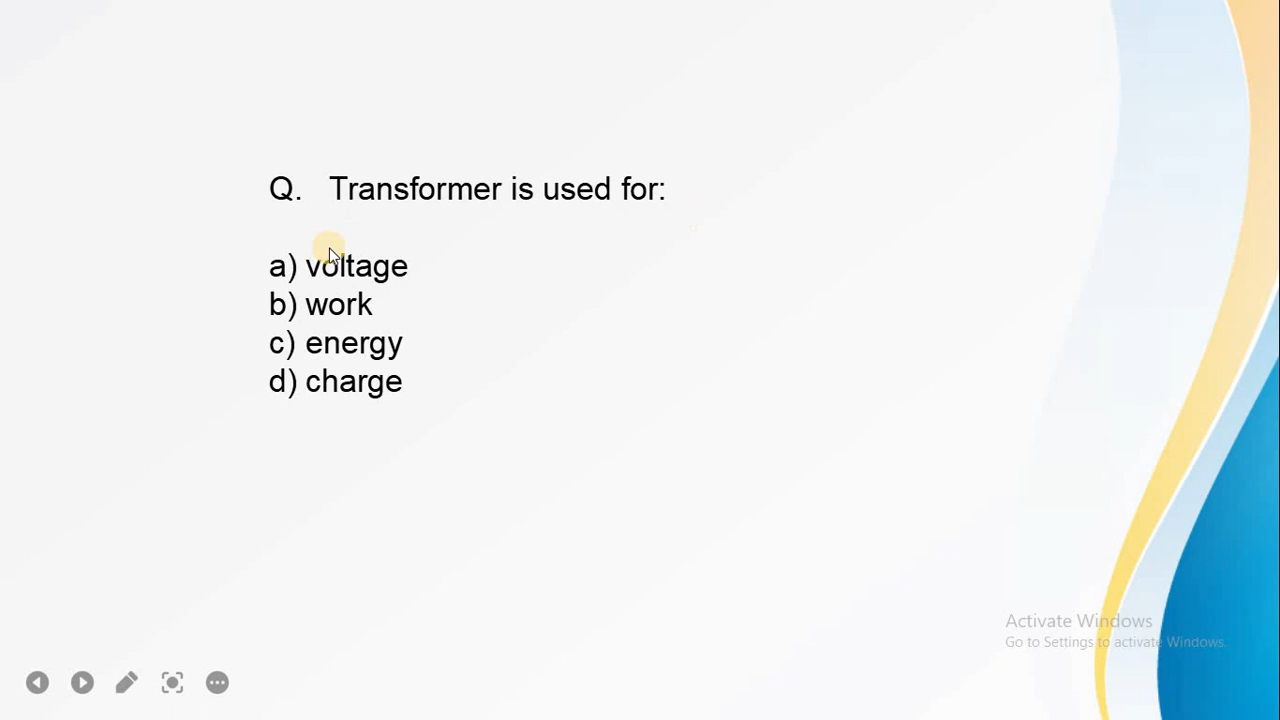 Q. Transformer is used for:
a) voltage
b) work
c) energy
d) charge
Activate Windows
Go to Settings to activate Windows.